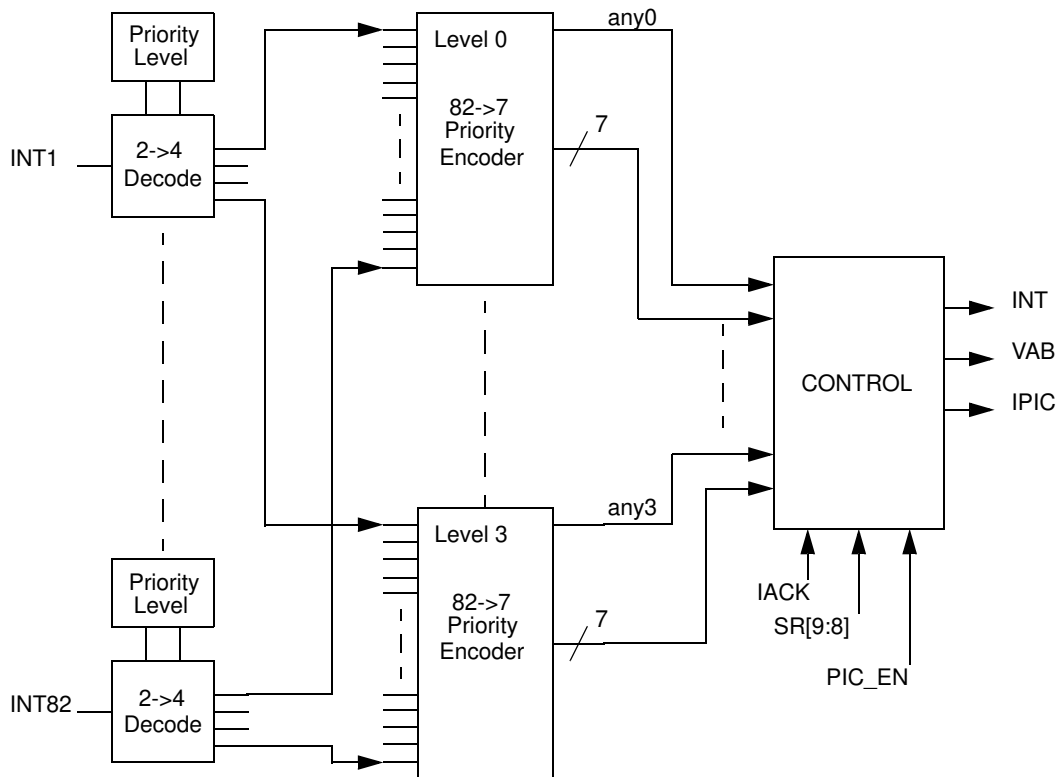 Priority
Level
2->4
Decode
INT1
Level 0
82->7
Priority
Encoder
any0
7
CONTROL
INT
VAB
IPIC
IACK
SR[9:8]
PIC_EN
Level 3
82->7
Priority
Encoder
any3
7
Priority
Level
2->4
Decode
INT82